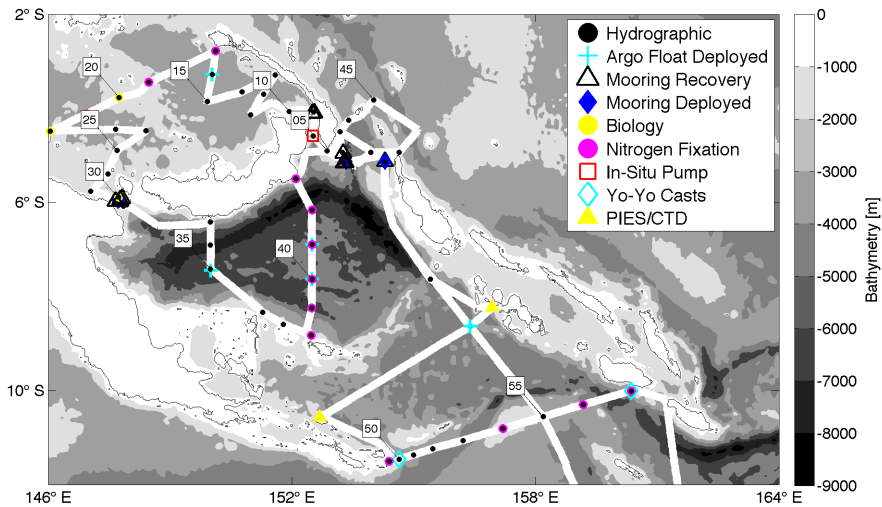 2° S
6° S
10° S
146° E
152° E
158° E
164° E
20
15
10
05
45
25
30
35
40
50
55
Hydrographic
Argo Float Deployed
Mooring Recovery
Mooring Deployed
Biology
Nitrogen Fixation
In-Situ Pump
Yo-Yo Casts
PIES/CTD
0
-1000
-2000
-3000
-4000
-5000
-6000
-7000
-8000
-9000
Bathymetry [m]